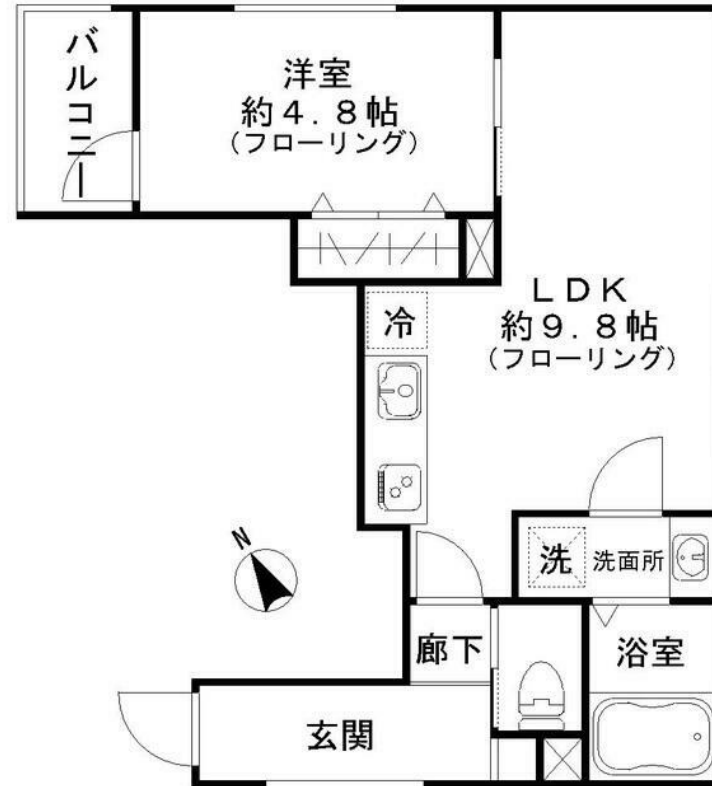 バルコニー
洋室
約4.8帖
(フローリング)
LDK
約9.8帖
(フローリング)
冷
N
洗
洗面所
廊下
浴室
玄関